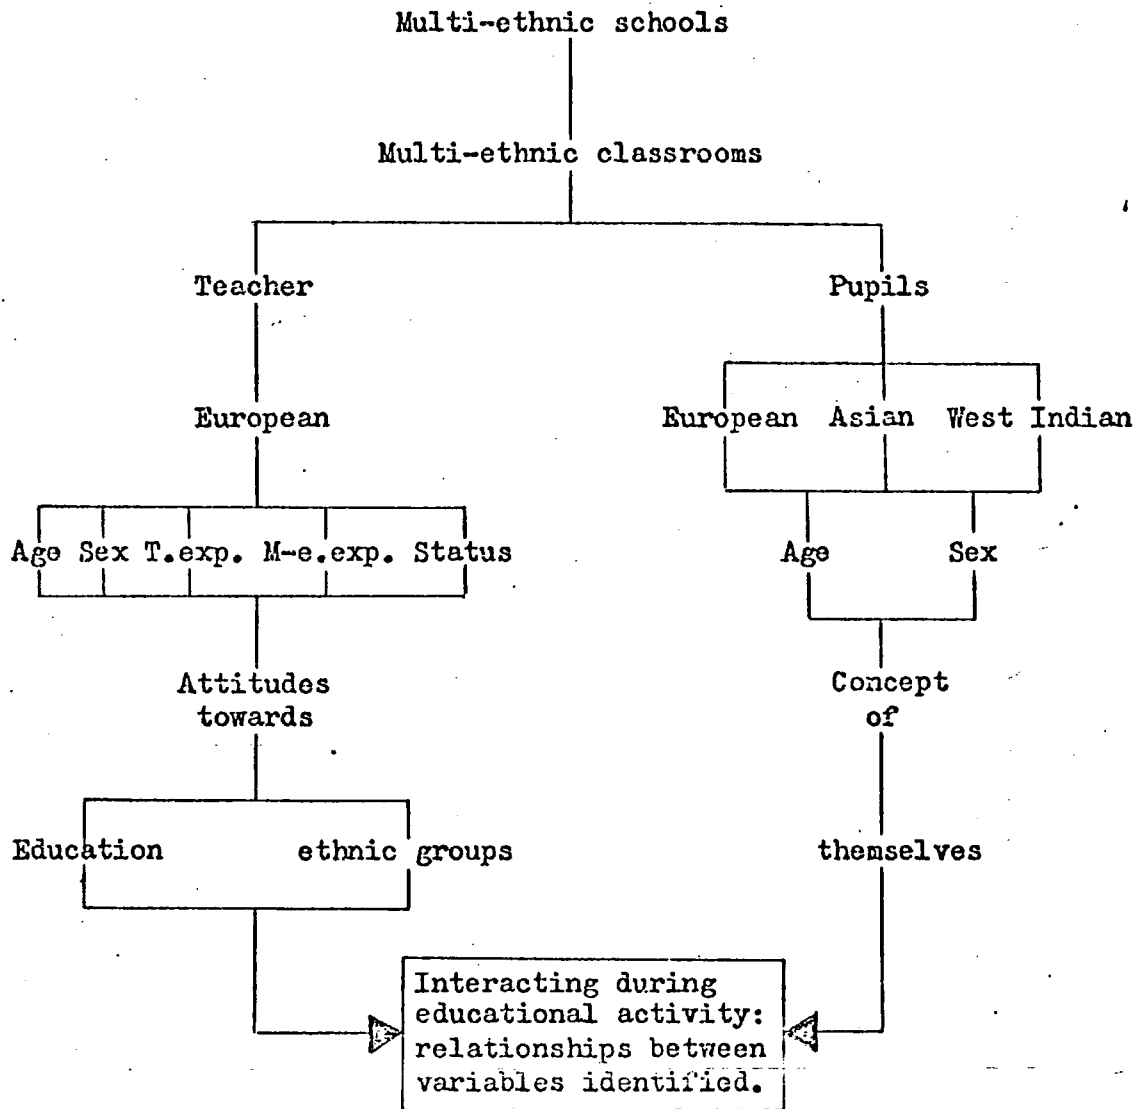 Multi-ethnic schools
Multi-ethnic classrooms
Teacher
Pupils
European
European Asian West Indian
Age Sex T.exp. M-e.exp. Status
Age Sex
Attitudes
towards
Concept
of
Education ethnic groups
themselves
Interacting during
educational activity:
relationships between
variables identified.